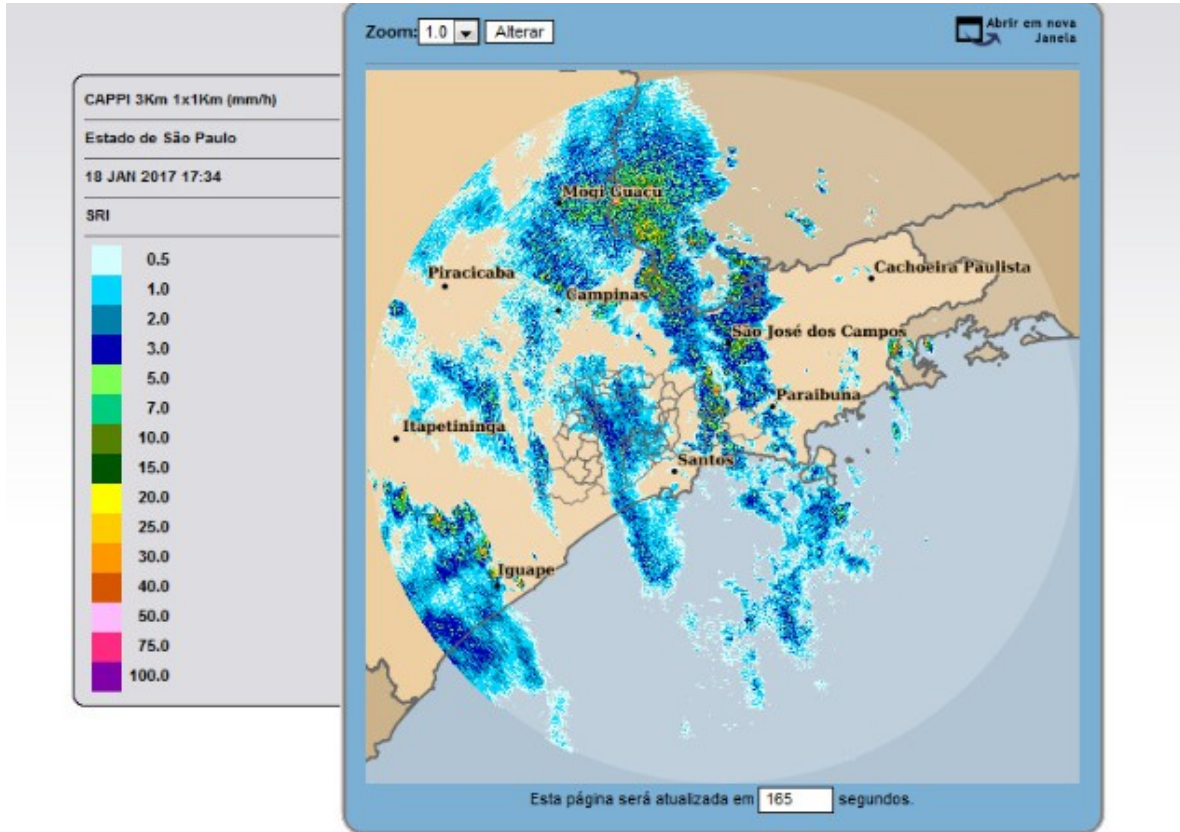 Zoom: 1.0 Alterar
Abrir em nova
Janela
CAPPI 3Km 1x1Km (mm/h)
Estado de São Paulo
18 JAN 2017 17:34
SRI
0.5
1.0
2.0
3.0
5.0
7.0
10.0
15.0
20.0
25.0
30.0
40.0
50.0
75.0
100.0
Mogi-Guaçu
Piracicaba
Cachoeira Paulista
Campinas
São José dos Campos
Paraibuna
Itapetininga
Santos
Iguape
Esta página será atualizada em 165 segundos.